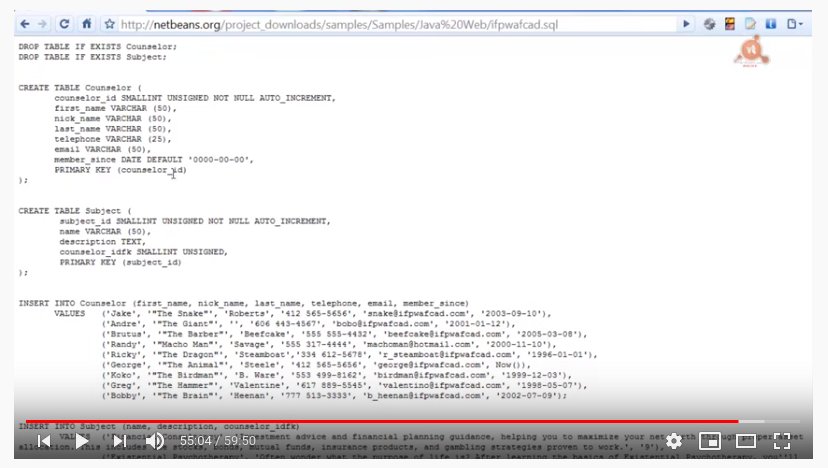 http://netbeans.org/project_downloads/samples/Samples/Java%20Web/ifpwafcad.sql
DROP TABLE IF EXISTS Counselor;
DROP TABLE IF EXISTS Subject;
CREATE TABLE Counselor (
counselor_id SMALLINT UNSIGNED NOT NULL AUTO_INCREMENT,
first_name VARCHAR (50),
nick_name VARCHAR (50),
last_name VARCHAR (50),
telephone VARCHAR (25),
email VARCHAR (50),
member_since DATE DEFAULT '0000-00-00',
PRIMARY KEY (counselor_id)
);
CREATE TABLE Subject (
subject_id SMALLINT UNSIGNED NOT NULL AUTO_INCREMENT,
name VARCHAR (50),
description TEXT,
counselor_idfk SMALLINT UNSIGNED,
PRIMARY KEY (subject_id)
);
INSERT INTO Counselor (first_name, nick_name, last_name, telephone, email, member_since)
VALUES ('Jake', '"The Snake"', 'Roberts', '412 565-5656', 'snake@ifpwafcad.com', '2003-09-10'),
('Andre', '"The Giant"', '', '606 443-4567', 'bobo@ifpwafcad.com', '2001-01-12'),
('Brutus', '"The Barber"', 'Beefcake', '555 555-4432', 'beefcake@ifpwafcad.com', '2005-03-08'),
('Randy', '"Macho Man"', 'Savage', '555 317-4444', 'machoman@hotmail.com', '2000-11-10'),
('Ricky', '"The Dragon"', 'Steamboat','334 612-5678', 'r_steamboat@ifpwafcad.com', '1996-01-01'),
('George', '"The Animal"', 'Steele', '412 565-5656', 'george@ifpwafcad.com', Now()),
('Koko', '"The Birdman"', 'B. Ware', '553 499-8162', 'birdman@ifpwafcad.com', '1999-12-03'),
('Greg', '"The Hammer"', 'Valentine', '617 889-5545', 'valentino@ifpwafcad.com', '1998-05-07'),
('Bobby', '"The Brain"', 'Heenan', '777 513-3333', 'b_heenan@ifpwafcad.com', '2002-07-09');
INSERT INTO Subject (name, description, counselor_idfk)
advice and financial planning guidance, helping you to maximize your net asset
mutual funds, insurance products, and gambling strategies proven to work.', '9'),
55:04 / 59:50